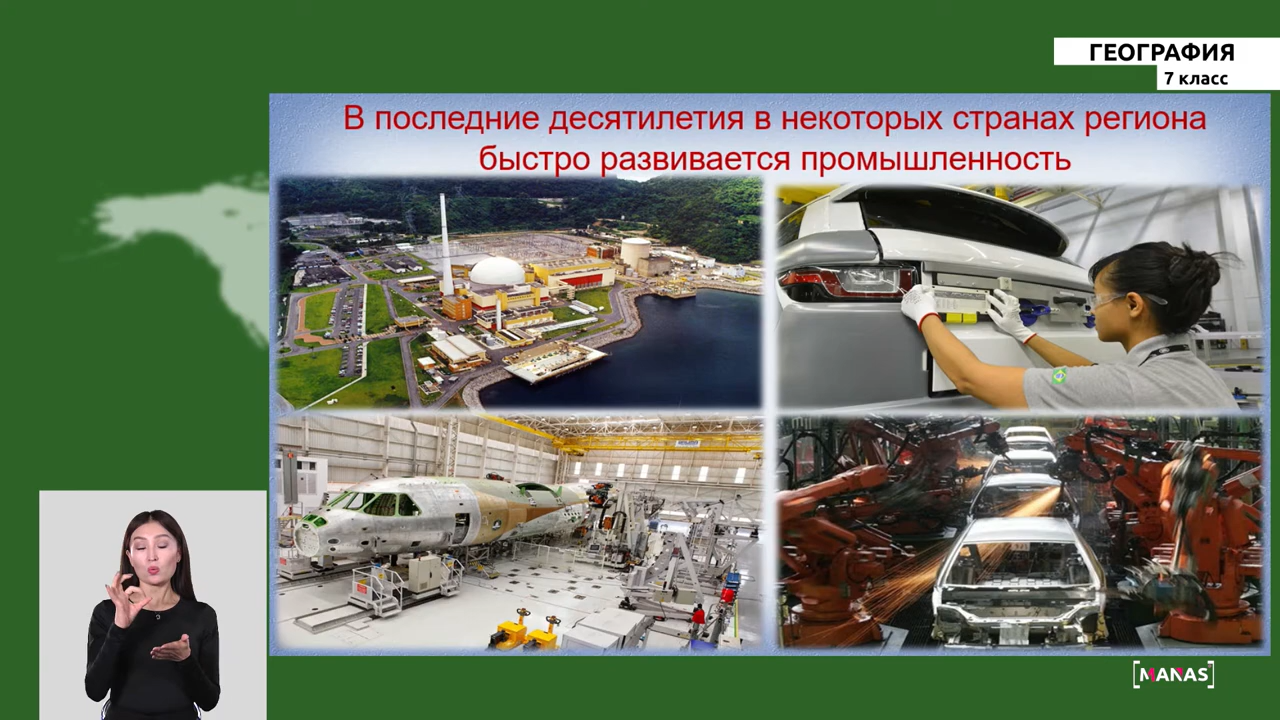 ГЕОГРАФИЯ
7 класс
В последние десятилетия в некоторых странах региона
быстро развивается промышленность
[MANAS]